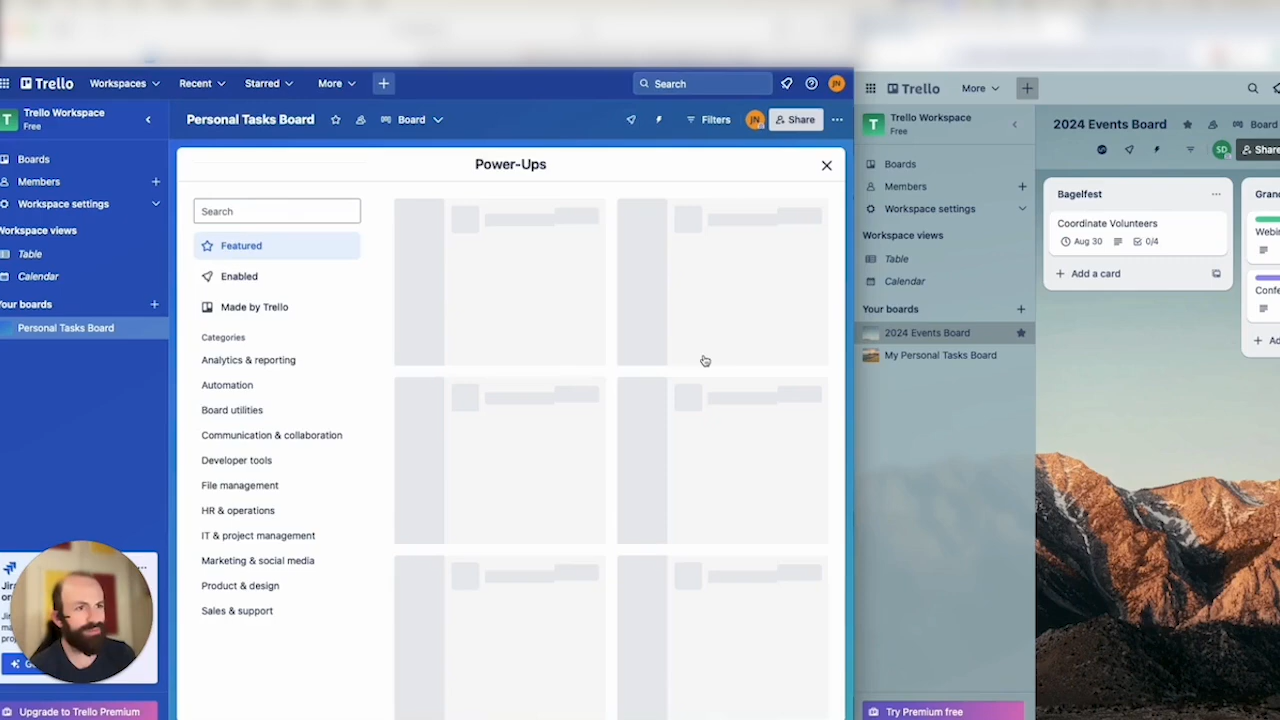 Trello
Workspaces
Recent
Starred
More
Search
JN
T
Trello Workspace
Free
Personal Tasks Board
Board
Filters
JN
Share
Boards
Members
Workspace settings
Workspace views
Table
Calendar
Your boards
Personal Tasks Board
Upgrade to Trello Premium
Power-Ups
Search
Featured
Enabled
Made by Trello
Categories
Analytics & reporting
Automation
Board utilities
Communication & collaboration
Developer tools
File management
HR & operations
IT & project management
Marketing & social media
Product & design
Sales & support
Trello
More
T
Trello Workspace
Free
2024 Events Board
Board
SD
Share
Boards
Members
Workspace settings
Workspace views
Table
Calendar
Your boards
2024 Events Board
My Personal Tasks Board
Try Premium free
Bagelfest
Coordinate Volunteers
Aug 30
0/4
Add a card